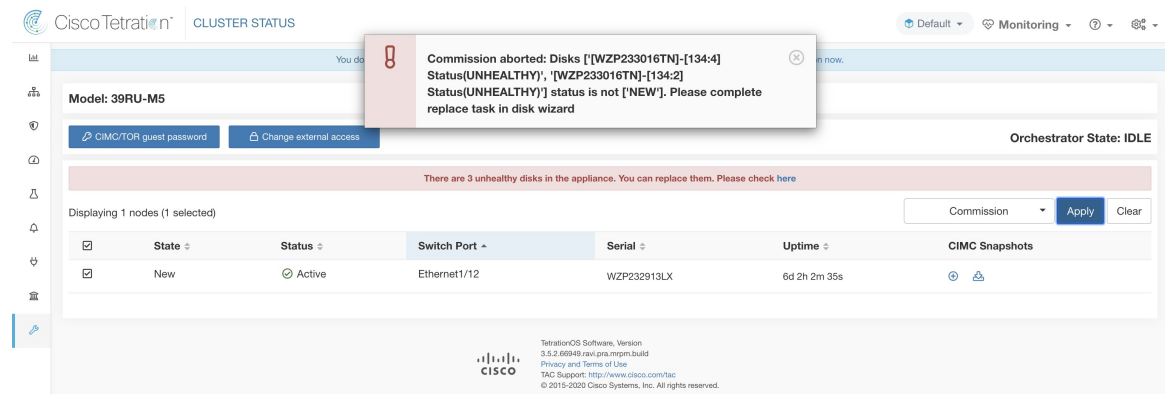 Cisco Tetration™ CLUSTER STATUS
Default
Monitoring
You do
n now.
Commission aborted: Disks ['[WZP233016TN]-[134:4]
Status(UNHEALTHY)', '[WZP233016TN]-[134:2]
Status(UNHEALTHY)'] status is not ['NEW']. Please complete
replace task in disk wizard
Model: 39RU-M5
CIMC/TOR guest password
Change external access
Orchestrator State: IDLE
There are 3 unhealthy disks in the appliance. You can replace them. Please check here
Displaying 1 nodes (1 selected)
Commission
Apply
Clear
State Status Switch Port Serial Uptime CIMC Snapshots
New Active Ethernet1/12 WZP232913LX 6d 2h 2m 35s
CISCO
TetrationOS Software, Version
3.5.2.66949.ravi.pra.mrpm.build
Privacy and Terms of Use
TAC Support: http://www.cisco.com/tac
© 2015-2020 Cisco Systems, Inc. All rights reserved.